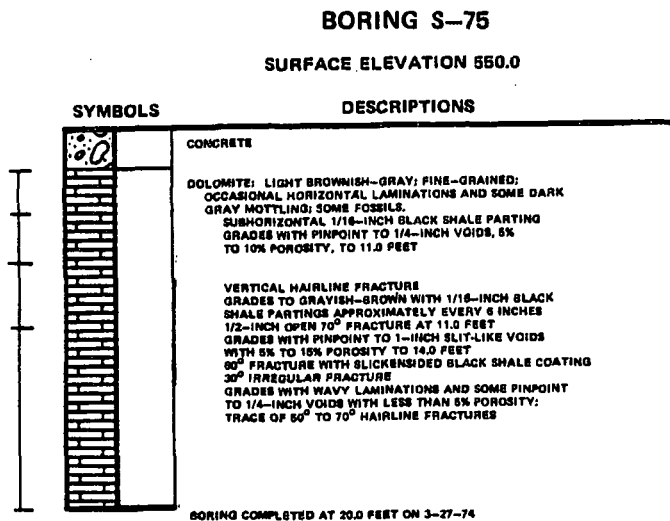 BORING S–75
SURFACE ELEVATION 550.0
SYMBOLS
DESCRIPTIONS
CONCRETE
DOLOMITE: LIGHT BROWNISH–GRAY; FINE–GRAINED;
OCCASIONAL HORIZONTAL LAMINATIONS AND SOME DARK
GRAY MOTTLING; SOME FOSSILS.
SUBHORIZONTAL 1/16–INCH BLACK SHALE PARTING
GRADES WITH PINPOINT TO 1/4–INCH VOIDS, 5%
TO 10% POROSITY, TO 11.0 FEET
VERTICAL HAIRLINE FRACTURE
GRADES TO GRAYISH–BROWN WITH 1/16–INCH BLACK
SHALE PARTINGS APPROXIMATELY EVERY 6 INCHES
1/2–INCH OPEN 70° FRACTURE AT 11.0 FEET
GRADES WITH PINPOINT TO 1–INCH SLIT–LIKE VOIDS
WITH 5% TO 15% POROSITY TO 14.0 FEET
60° FRACTURE WITH SLICKENSIDED BLACK SHALE COATING
30° IRREGULAR FRACTURE
GRADES WITH WAVY LAMINATIONS AND SOME PINPOINT
TO 1/4–INCH VOIDS WITH LESS THAN 5% POROSITY;
TRACE OF 50° TO 70° HAIRLINE FRACTURES
BORING COMPLETED AT 20.0 FEET ON 3–27–74